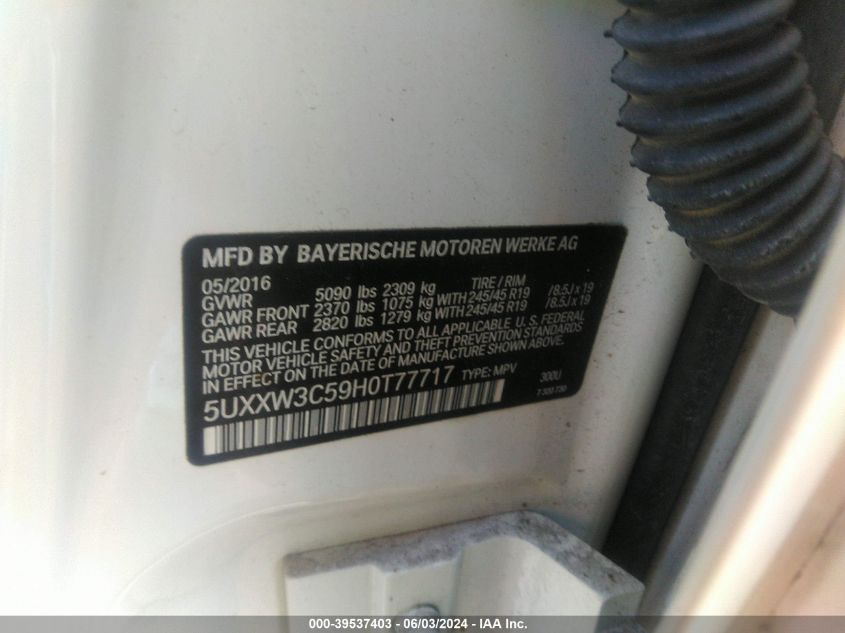 MFD BY BAYERISCHE MOTOREN WERKE AG
05/2016 TIRE / RIM
GVWR 5090 lbs 2309 kg
GAWR FRONT 2370 lbs 1075 kg WITH 245/45 R19 /8.5J x 19
GAWR REAR 2820 lbs 1279 kg WITH 245/45 R19 /8.5J x 19
THIS VEHICLE CONFORMS TO ALL APPLICABLE U.S. FEDERAL
MOTOR VEHICLE SAFETY AND THEFT PREVENTION STANDARDS
IN EFFECT ON THE DATE OF MANUFACTURE SHOWN ABOVE.
5UXXW3C59H0T77717 TYPE: MPV 300U
000-39537403 - 06/03/2024 - IAA Inc.